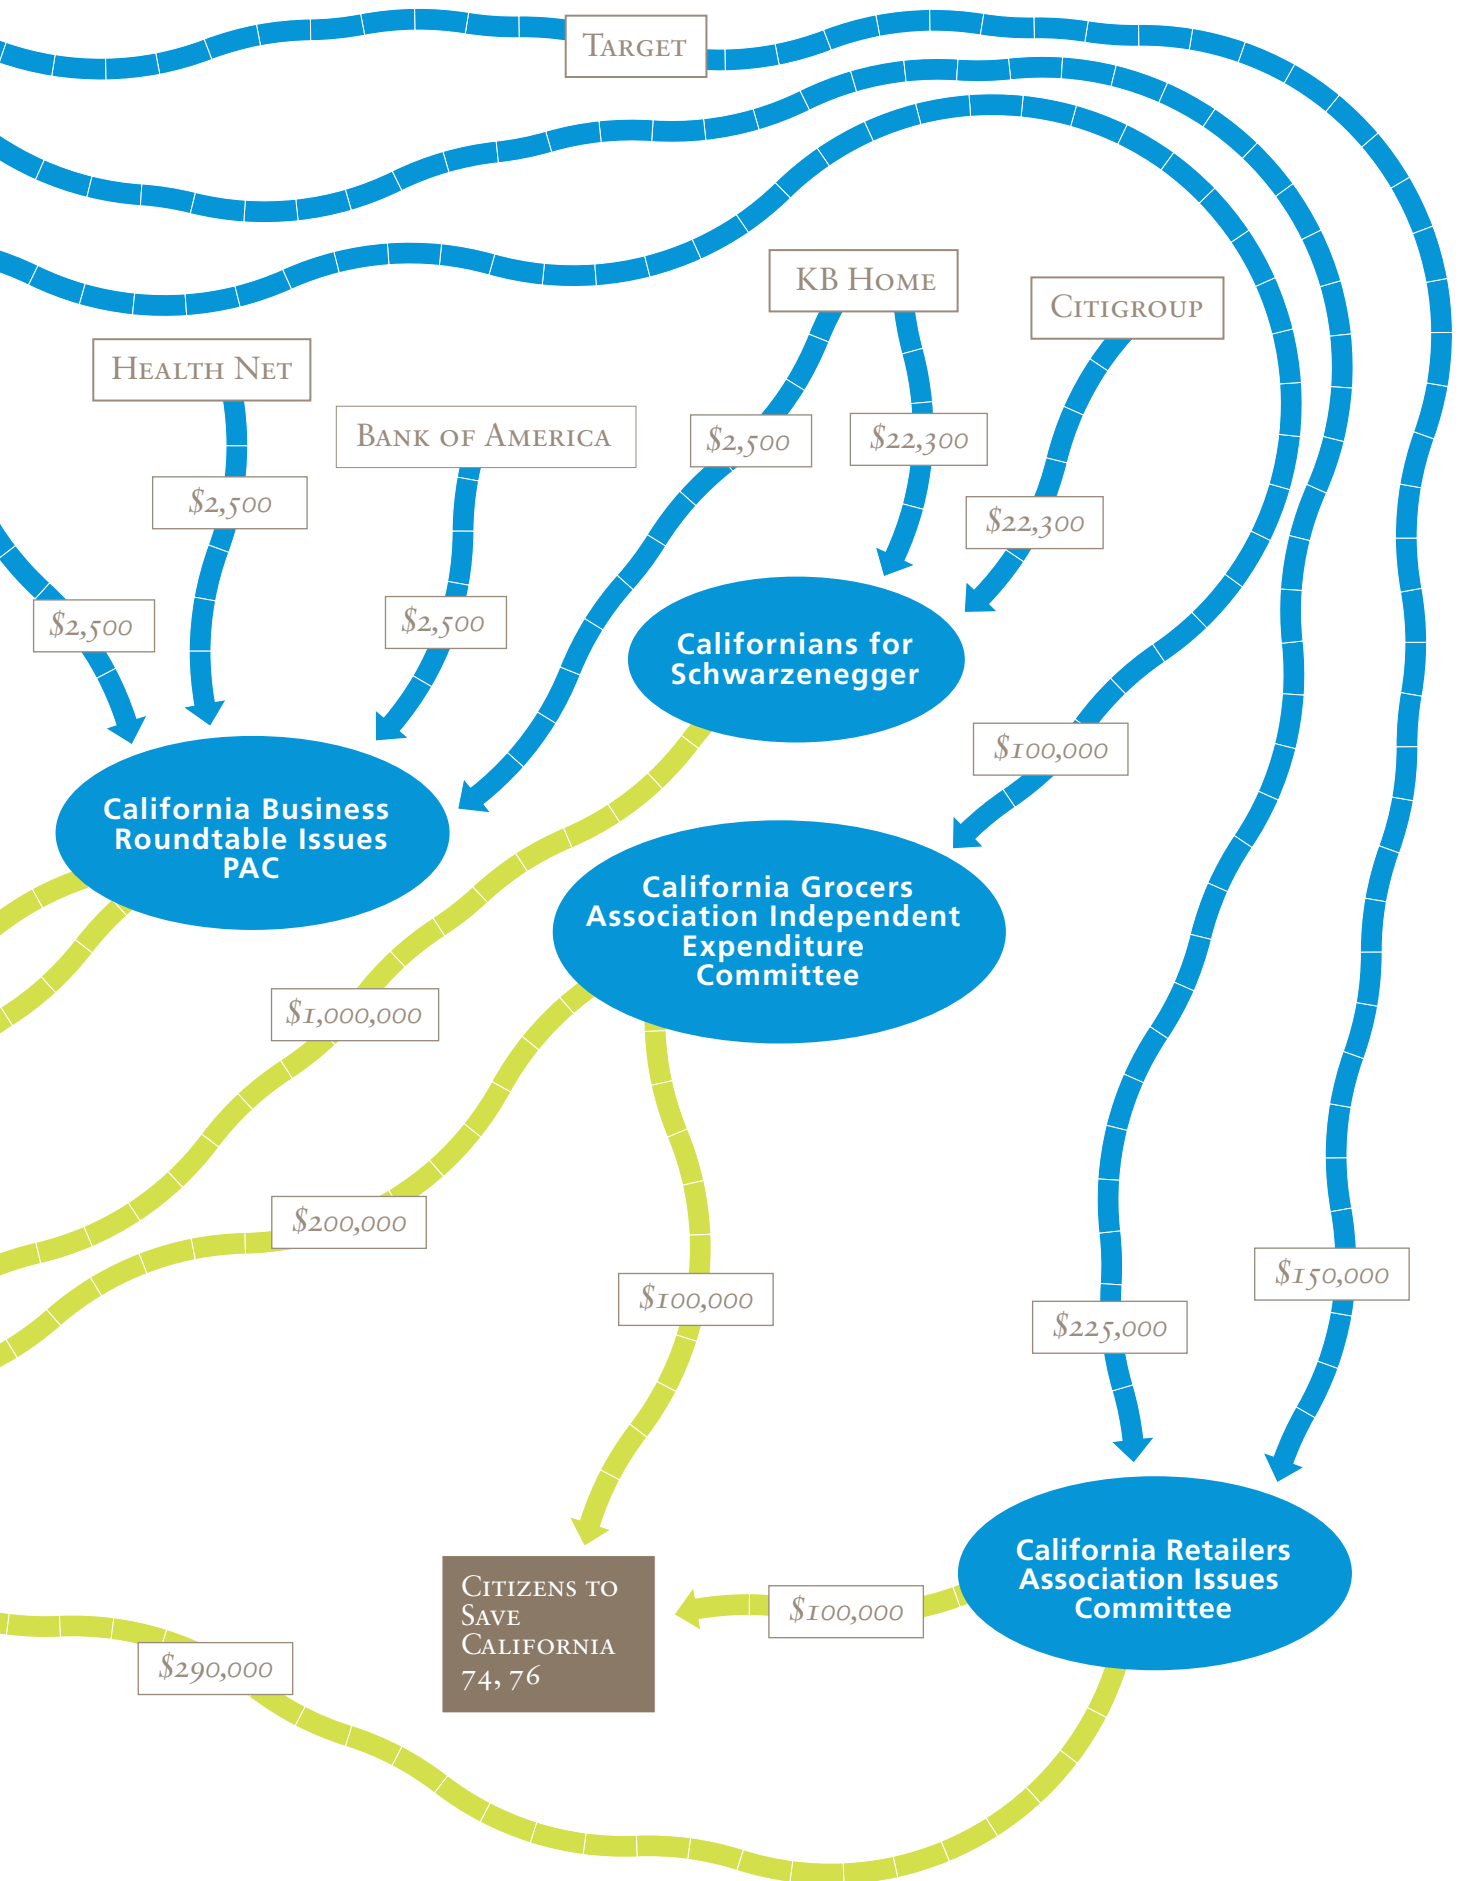 Target
KB Home
Citigroup
Health Net
Bank of America
$2,500
$22,300
$2,500
$22,300
$2,500
$2,500
Californians for
Schwarzenegger
$100,000
California Business
Roundtable Issues
PAC
California Grocers
Association Independent
Expenditure
Committee
$1,000,000
$200,000
$100,000
$150,000
$225,000
Citizens to
Save
California
74, 76
$100,000
California Retailers
Association Issues
Committee
$290,000